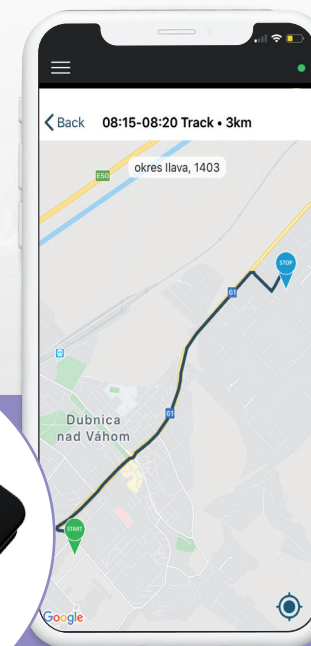 Back 08:15-08:20 Track • 3km
okres Ilava, 1403
E50
STOP
61
61
Dubnica
nad Váhom
START
Google